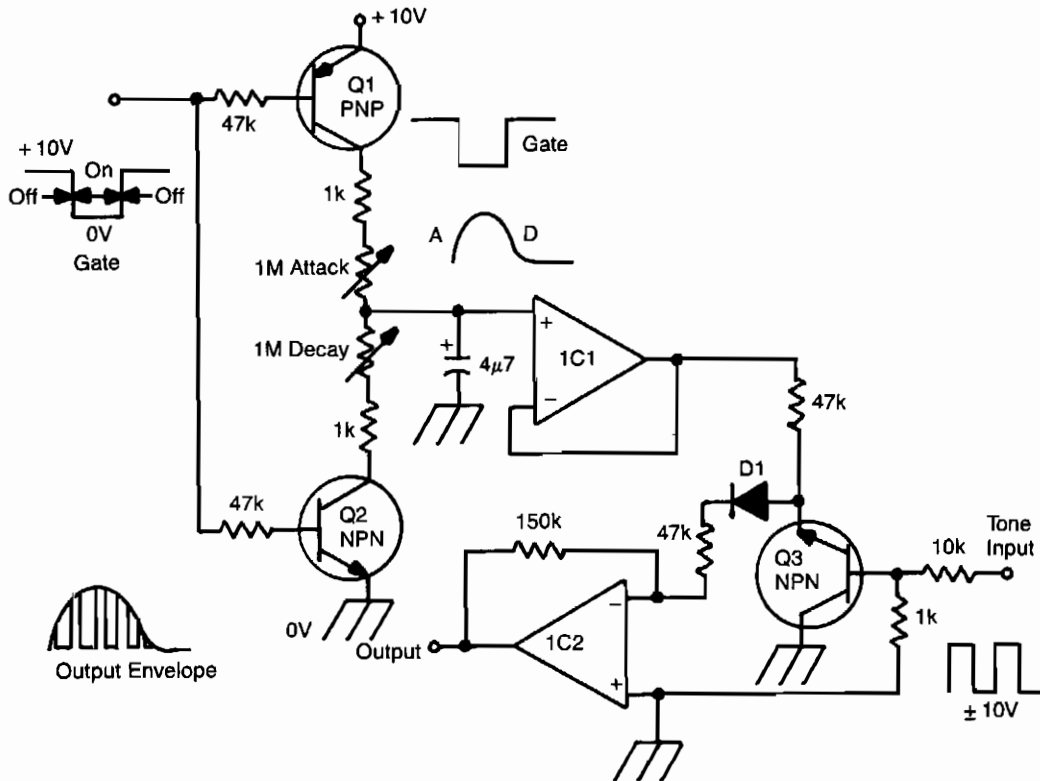 + 10V
Q1
PNP
47k
Gate
+ 10V
On
Off
Off
0V
Gate
1k
A
D
1M Attack
1M Decay
+
1C1
−
+
4μ7
47k
1k
D1
47k
Q2
NPN
150k
47k
Q3
NPN
10k
Tone
Input
1k
−
1C2
+
0V
Output
Output Envelope
± 10V